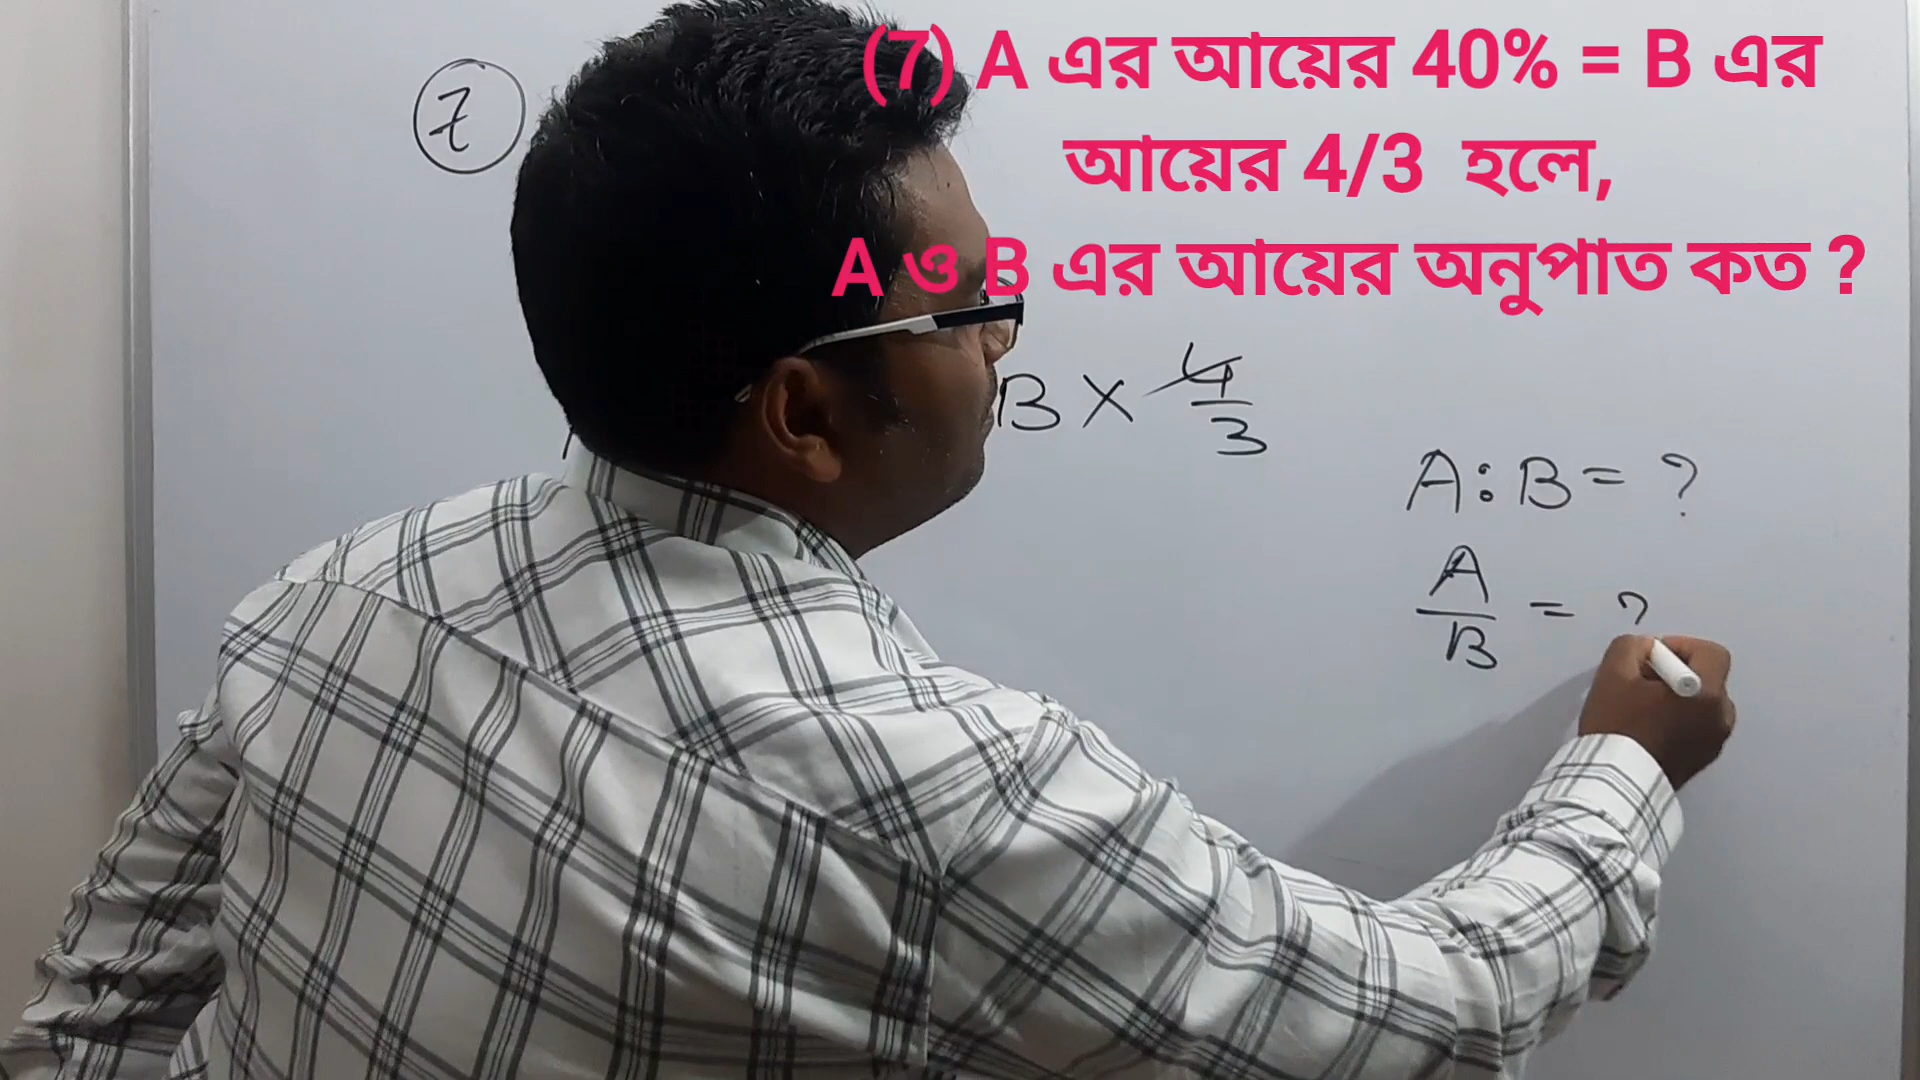 (7) A এর আয়ের 40% = B এর
আয়ের 4/3 হলে,
A ও B এর আয়ের অনুপাত কত ?
7
B × 4/3
A : B = ?
A/B = ?